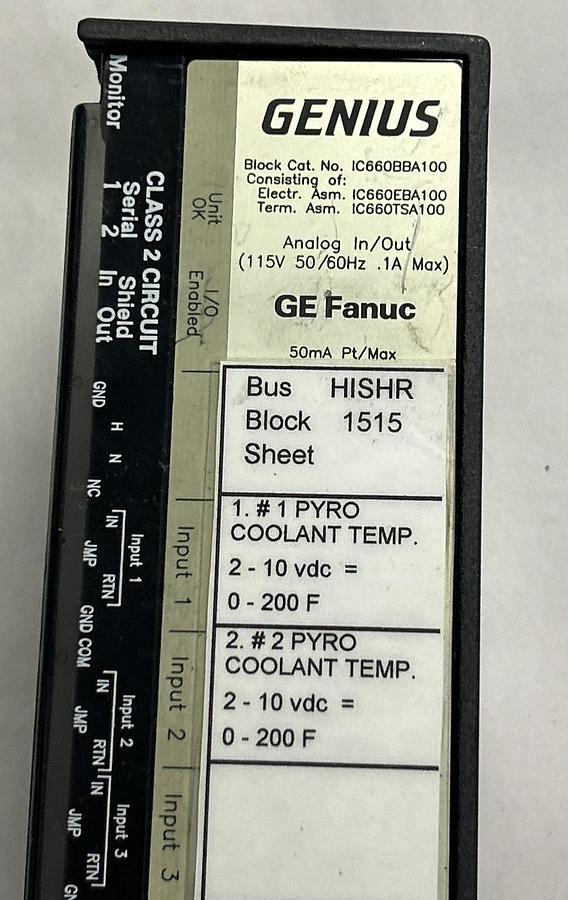 GENIUS
Block Cat. No. IC660BBA100
Consisting of:
Electr. Asm. IC660EBA100
Term. Asm. IC660TSA100
Analog In/Out
(115V 50/60Hz .1A Max)
GE Fanuc
50mA Pt/Max
Bus HISHR
Block 1515
Sheet
1. # 1 PYRO
COOLANT TEMP.
2 - 10 vdc =
0 - 200 F
2. # 2 PYRO
COOLANT TEMP.
2 - 10 vdc =
0 - 200 F
Unit
OK
I/O
Enabled
Input 1
Input 2
Input 3
Monitor
CLASS 2 CIRCUIT
Serial
1 2
Shield
In Out
GND
H
N
NC
Input 1
IN
JMP
RTN
GND COM
Input 2
IN
JMP
RTN
Input 3
IN
JMP
RTN